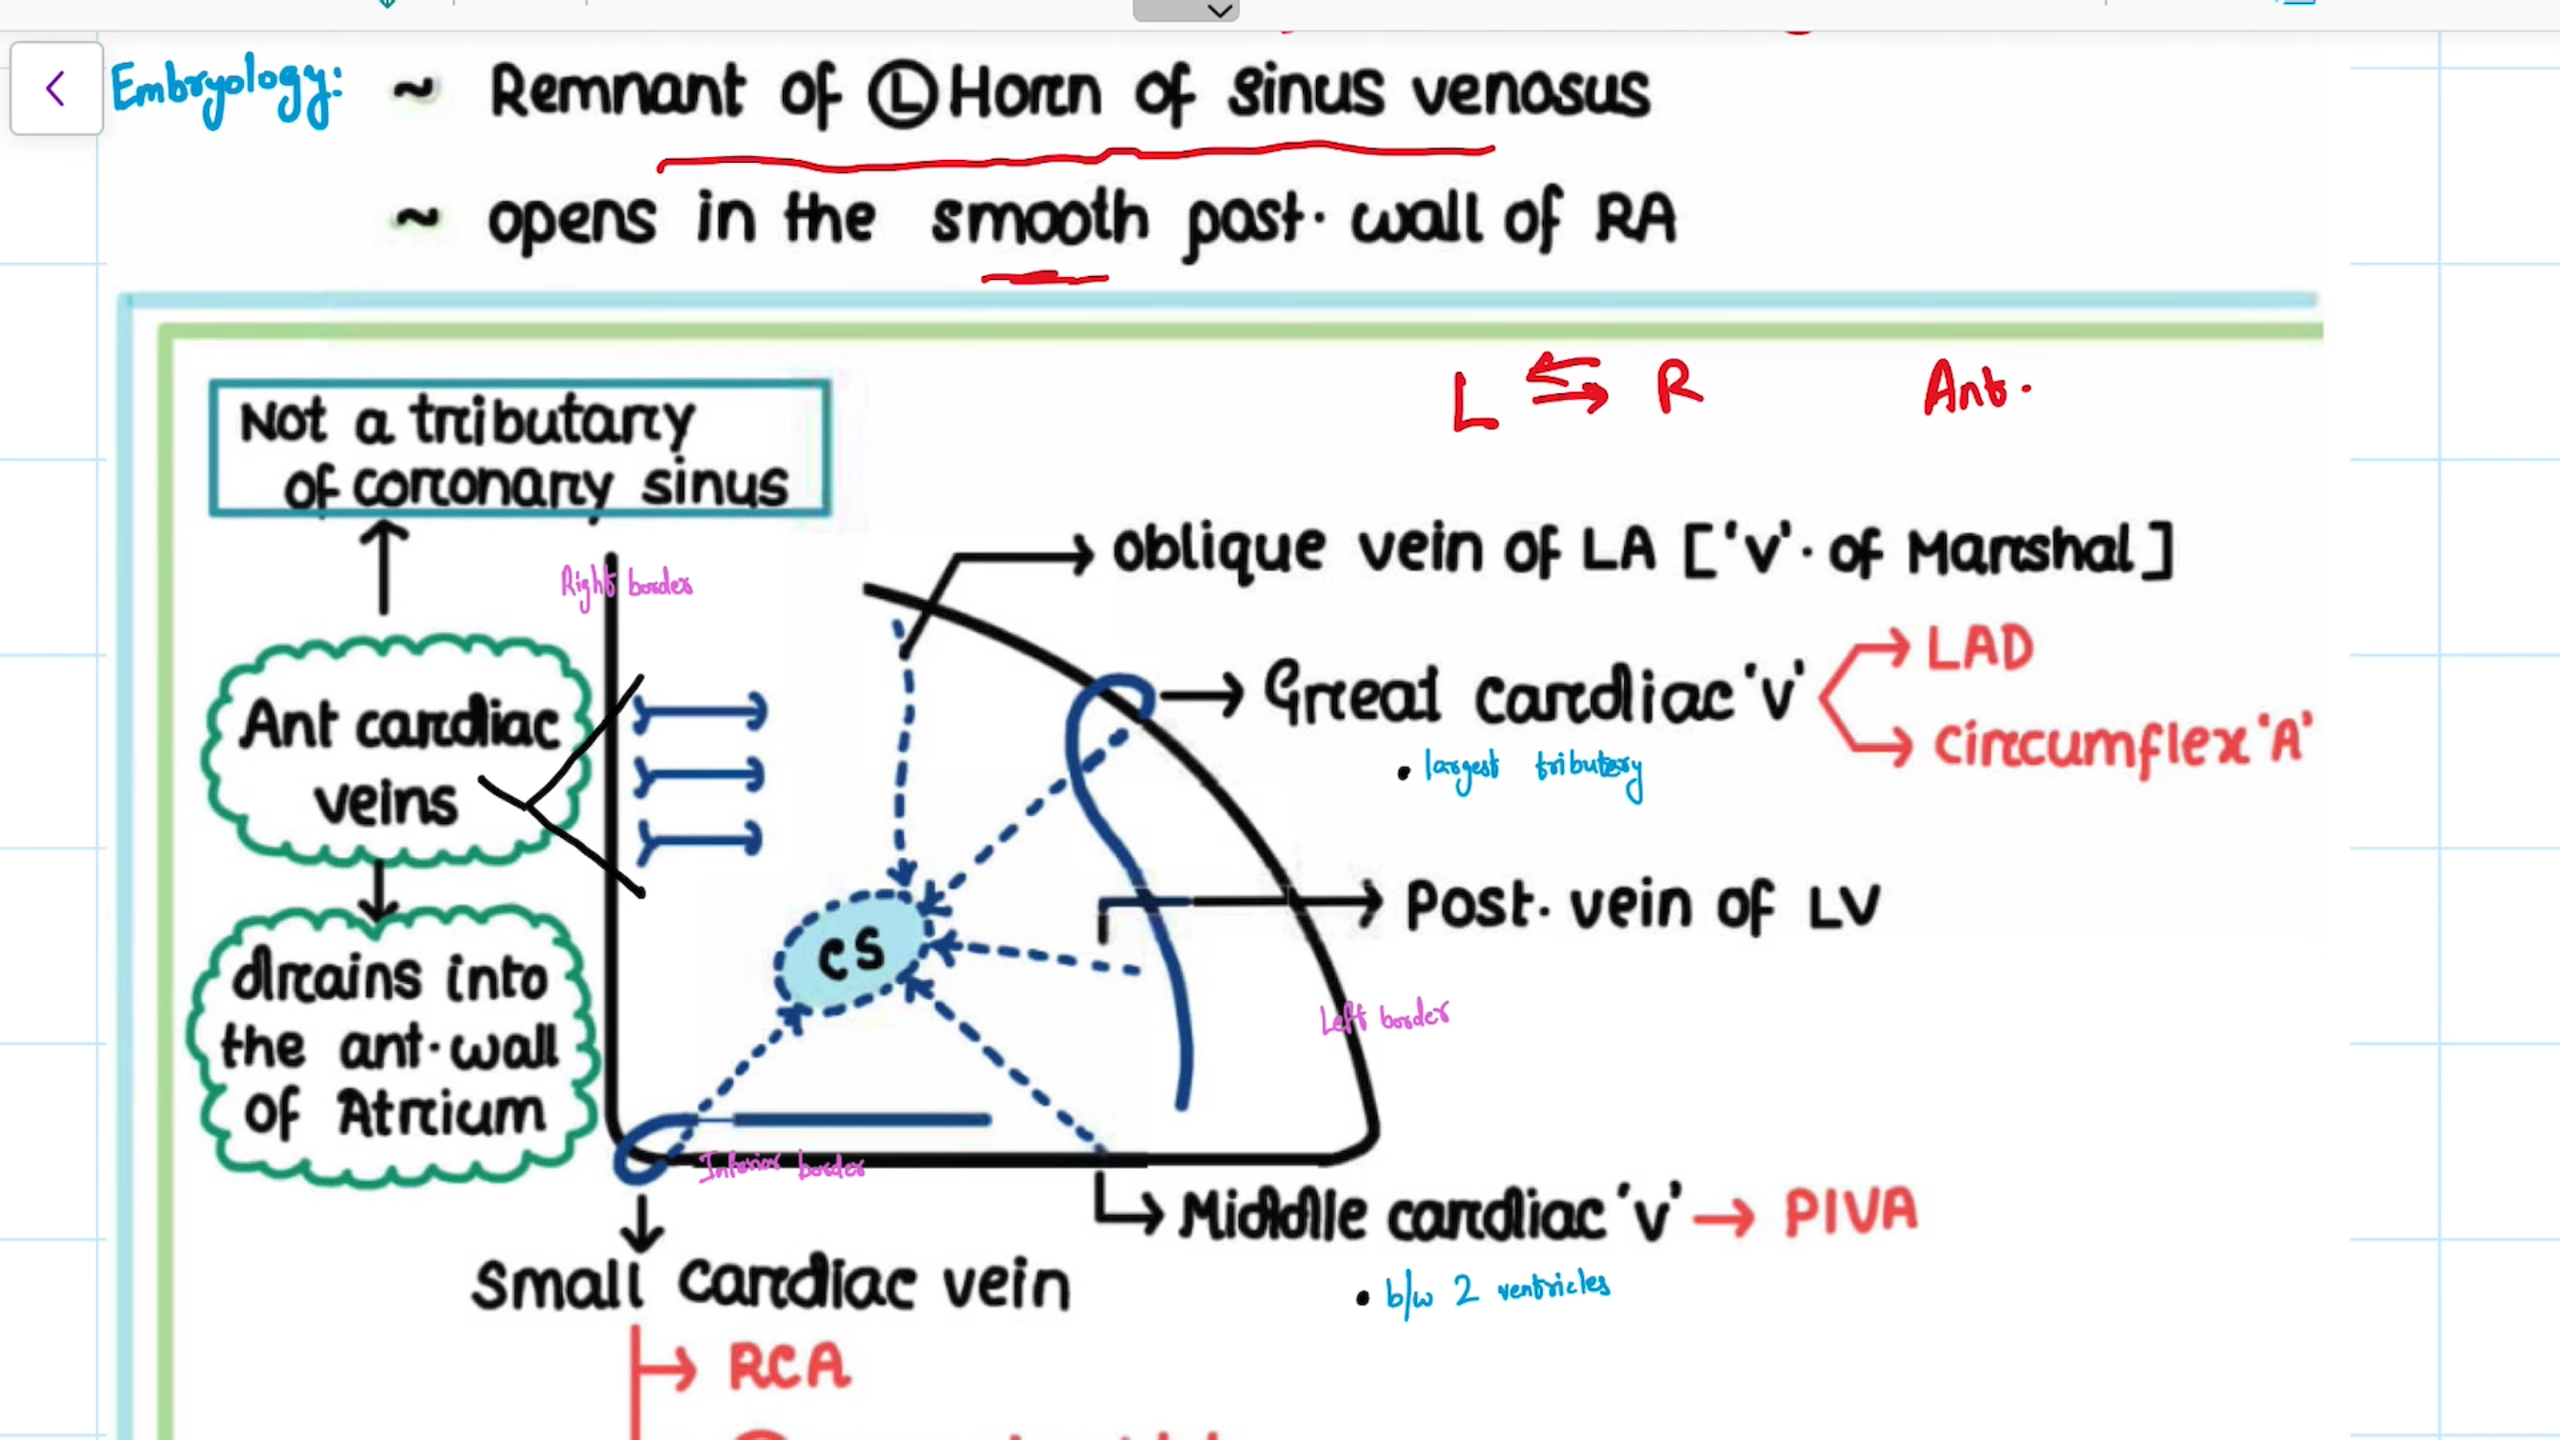 Embryology: ~ Remnant of Ⓛ Horn of sinus venosus
~ opens in the smooth post. wall of RA
L ⇆ R Ant.
Not a tributary
of coronary sinus
Right border
oblique vein of LA ['v'. of Marshal]
Great cardiac 'v' → LAD
→ circumflex 'A'
• largest tributary
Ant cardiac
veins
Post. vein of LV
CS
drains into
the ant. wall
of Atrium
Left border
Inferior border
Middle cardiac 'v' → PIVA
• b/w 2 ventricles
small cardiac vein
→ RCA